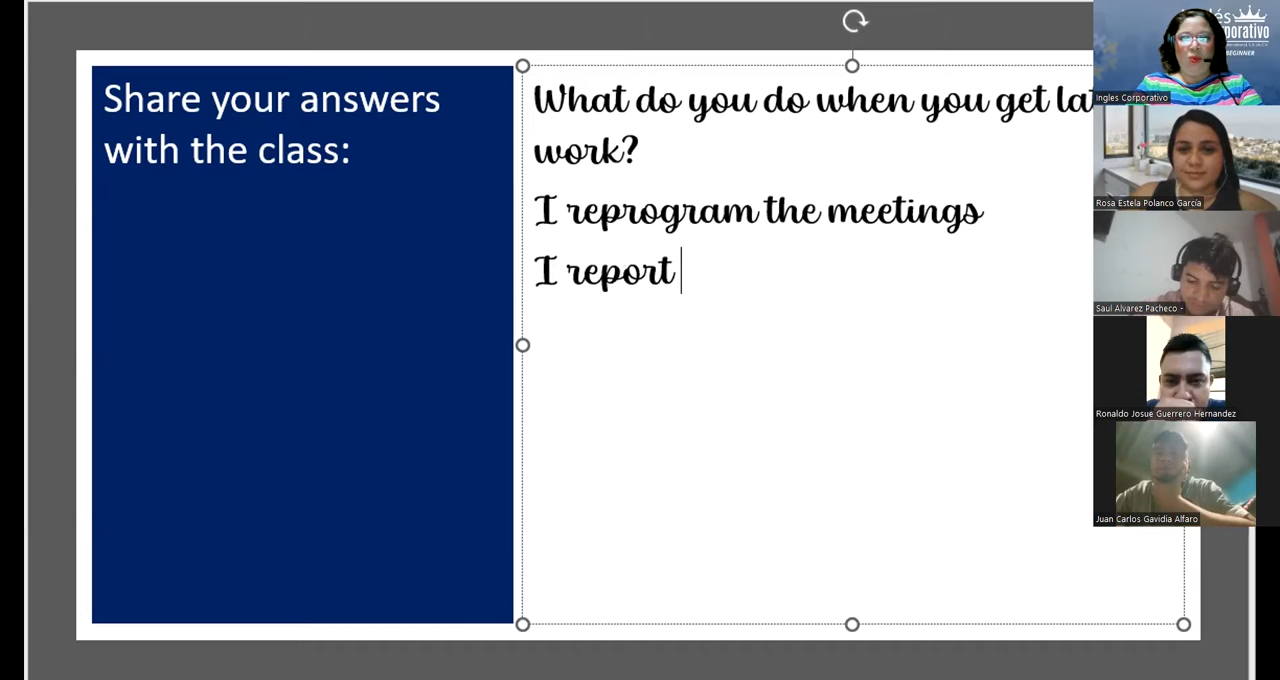 Share your answers
with the class:
What do you do when you get
work?
I reprogram the meetings
I report
BEGINNER
Ingles Corporativo
Rosa Estela Polanco García
Saul Alvarez Pacheco -
Ronaldo Josue Guerrero Hernandez
Juan Carlos Gavidia Alfaro